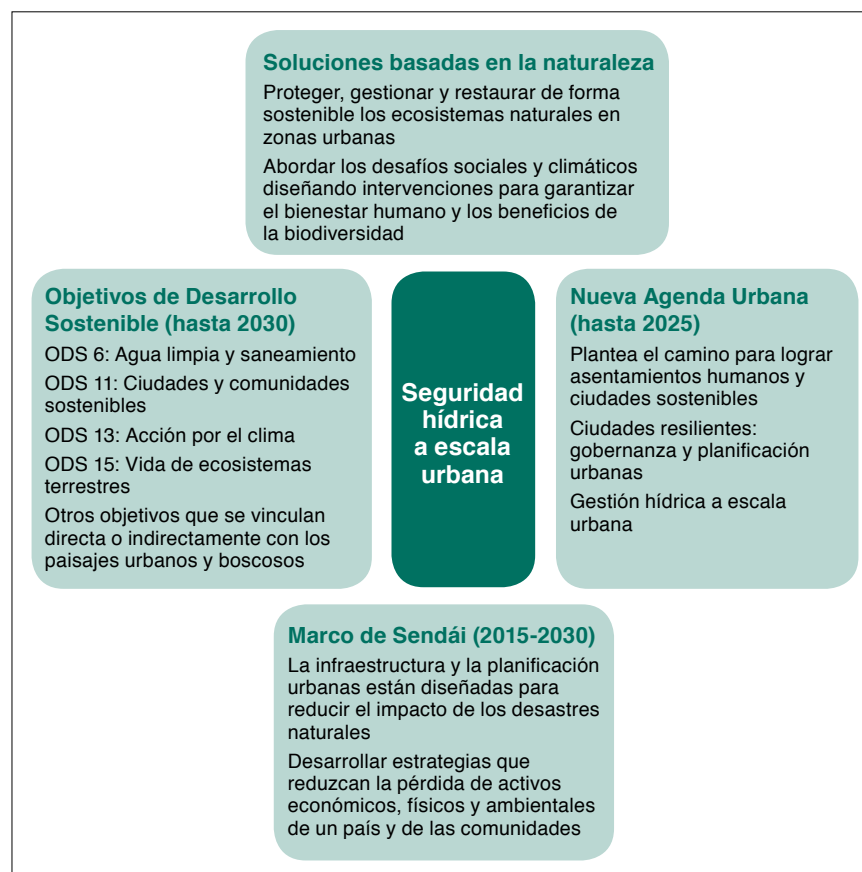 Soluciones basadas en la naturaleza
Proteger, gestionar y restaurar de forma
sostenible los ecosistemas naturales en
zonas urbanas
Abordar los desafíos sociales y climáticos
diseñando intervenciones para garantizar
el bienestar humano y los beneficios de
la biodiversidad
Objetivos de Desarrollo
Sostenible (hasta 2030)
ODS 6: Agua limpia y saneamiento
ODS 11: Ciudades y comunidades
sostenibles
ODS 13: Acción por el clima
ODS 15: Vida de ecosistemas
terrestres
Otros objetivos que se vinculan
directa o indirectamente con los
paisajes urbanos y boscosos
Seguridad
hídrica
a escala
urbana
Nueva Agenda Urbana
(hasta 2025)
Plantea el camino para lograr
asentamientos humanos y
ciudades sostenibles
Ciudades resilientes:
gobernanza y planificación
urbanas
Gestión hídrica a escala
urbana
Marco de Sendái (2015-2030)
La infraestructura y la planificación
urbanas están diseñadas para
reducir el impacto de los desastres
naturales
Desarrollar estrategias que
reduzcan la pérdida de activos
económicos, físicos y ambientales
de un país y de las comunidades